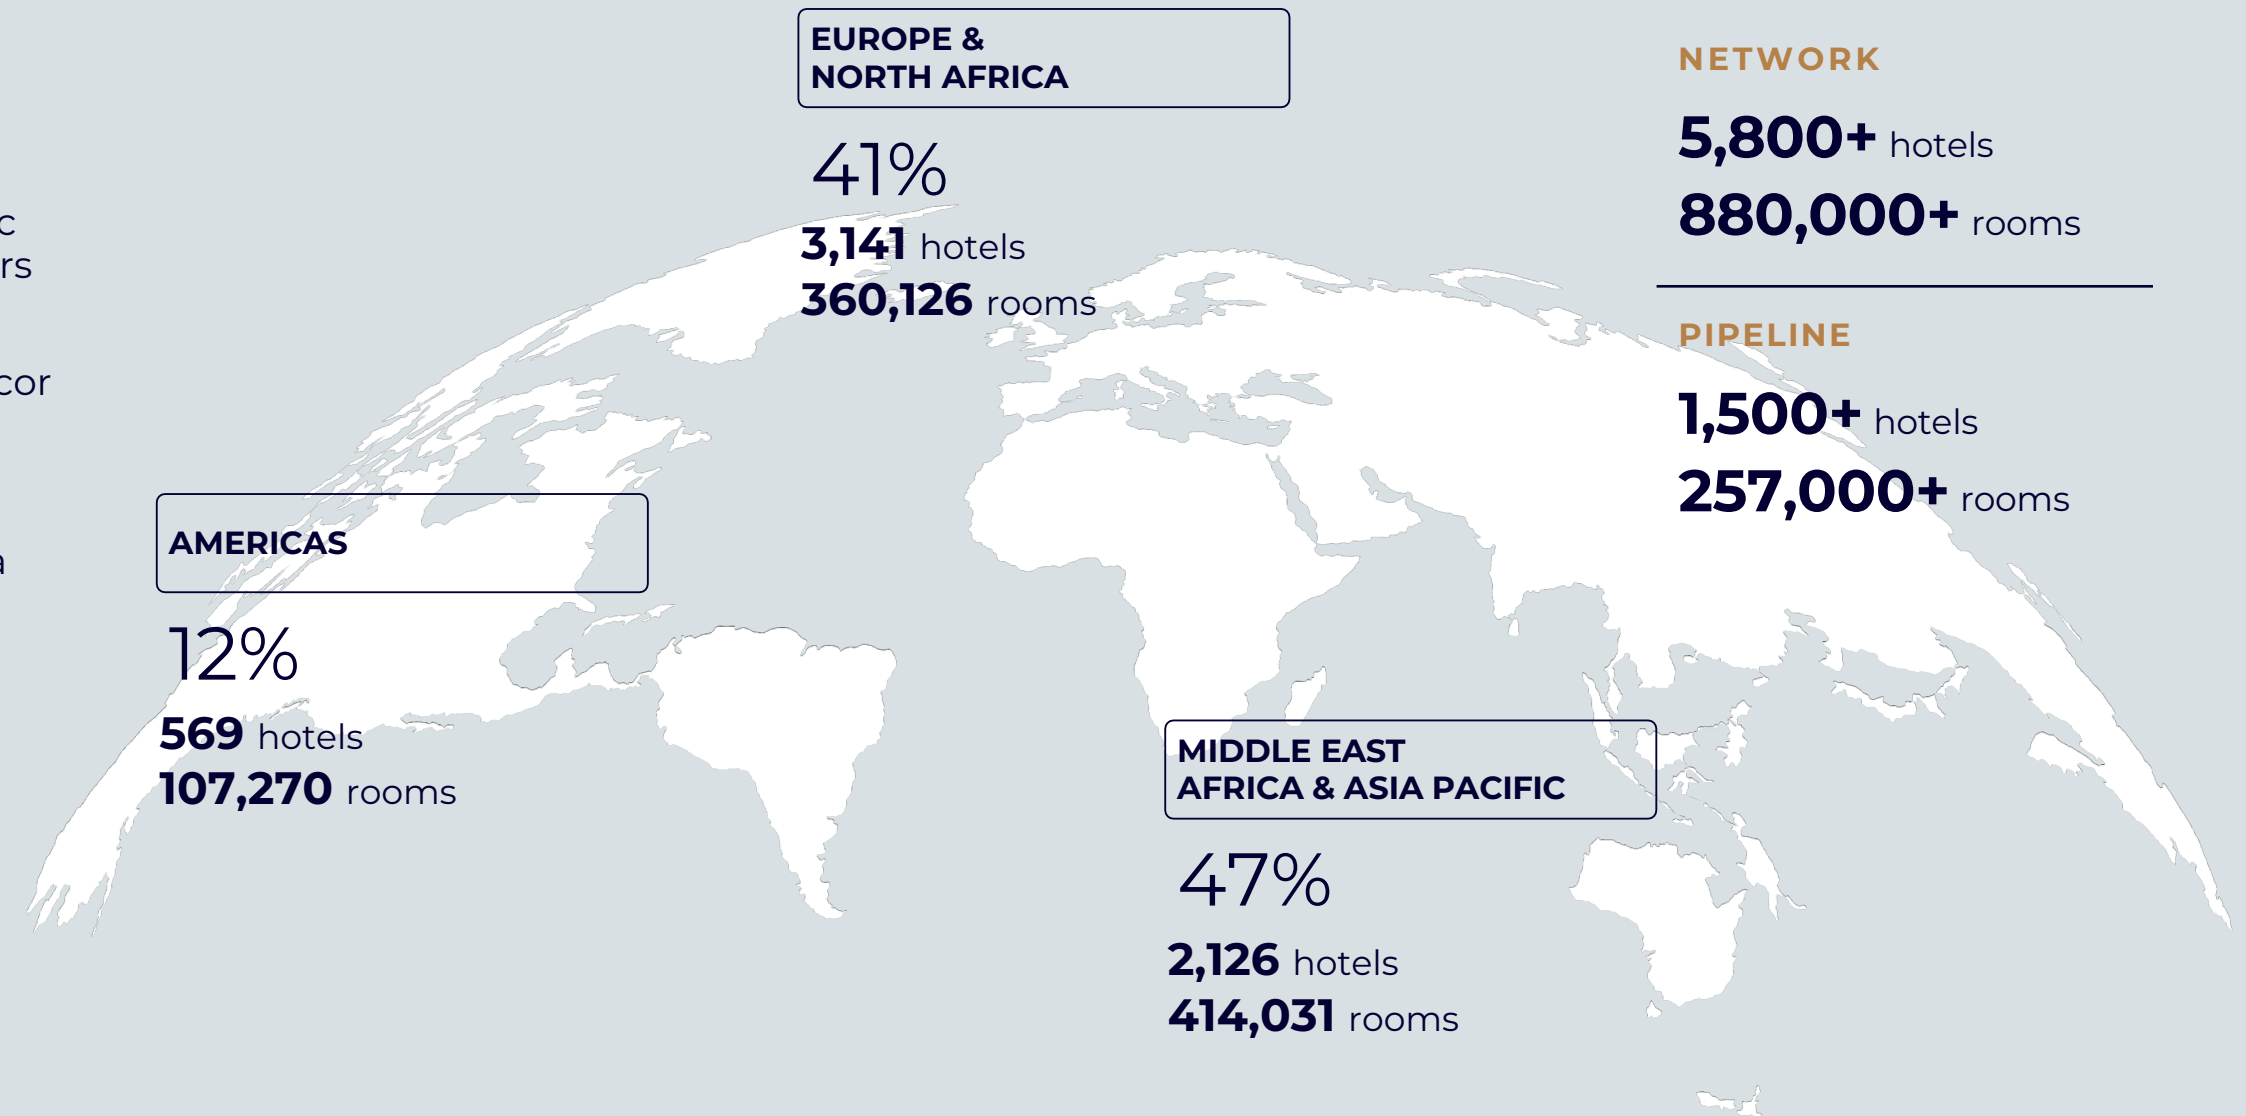 EUROPE &
NORTH AFRICA
41%
3,141 hotels
360,126 rooms
NETWORK
5,800+ hotels
880,000+ rooms
PIPELINE
1,500+ hotels
257,000+ rooms
AMERICAS
12%
569 hotels
107,270 rooms
MIDDLE EAST
AFRICA & ASIA PACIFIC
47%
2,126 hotels
414,031 rooms